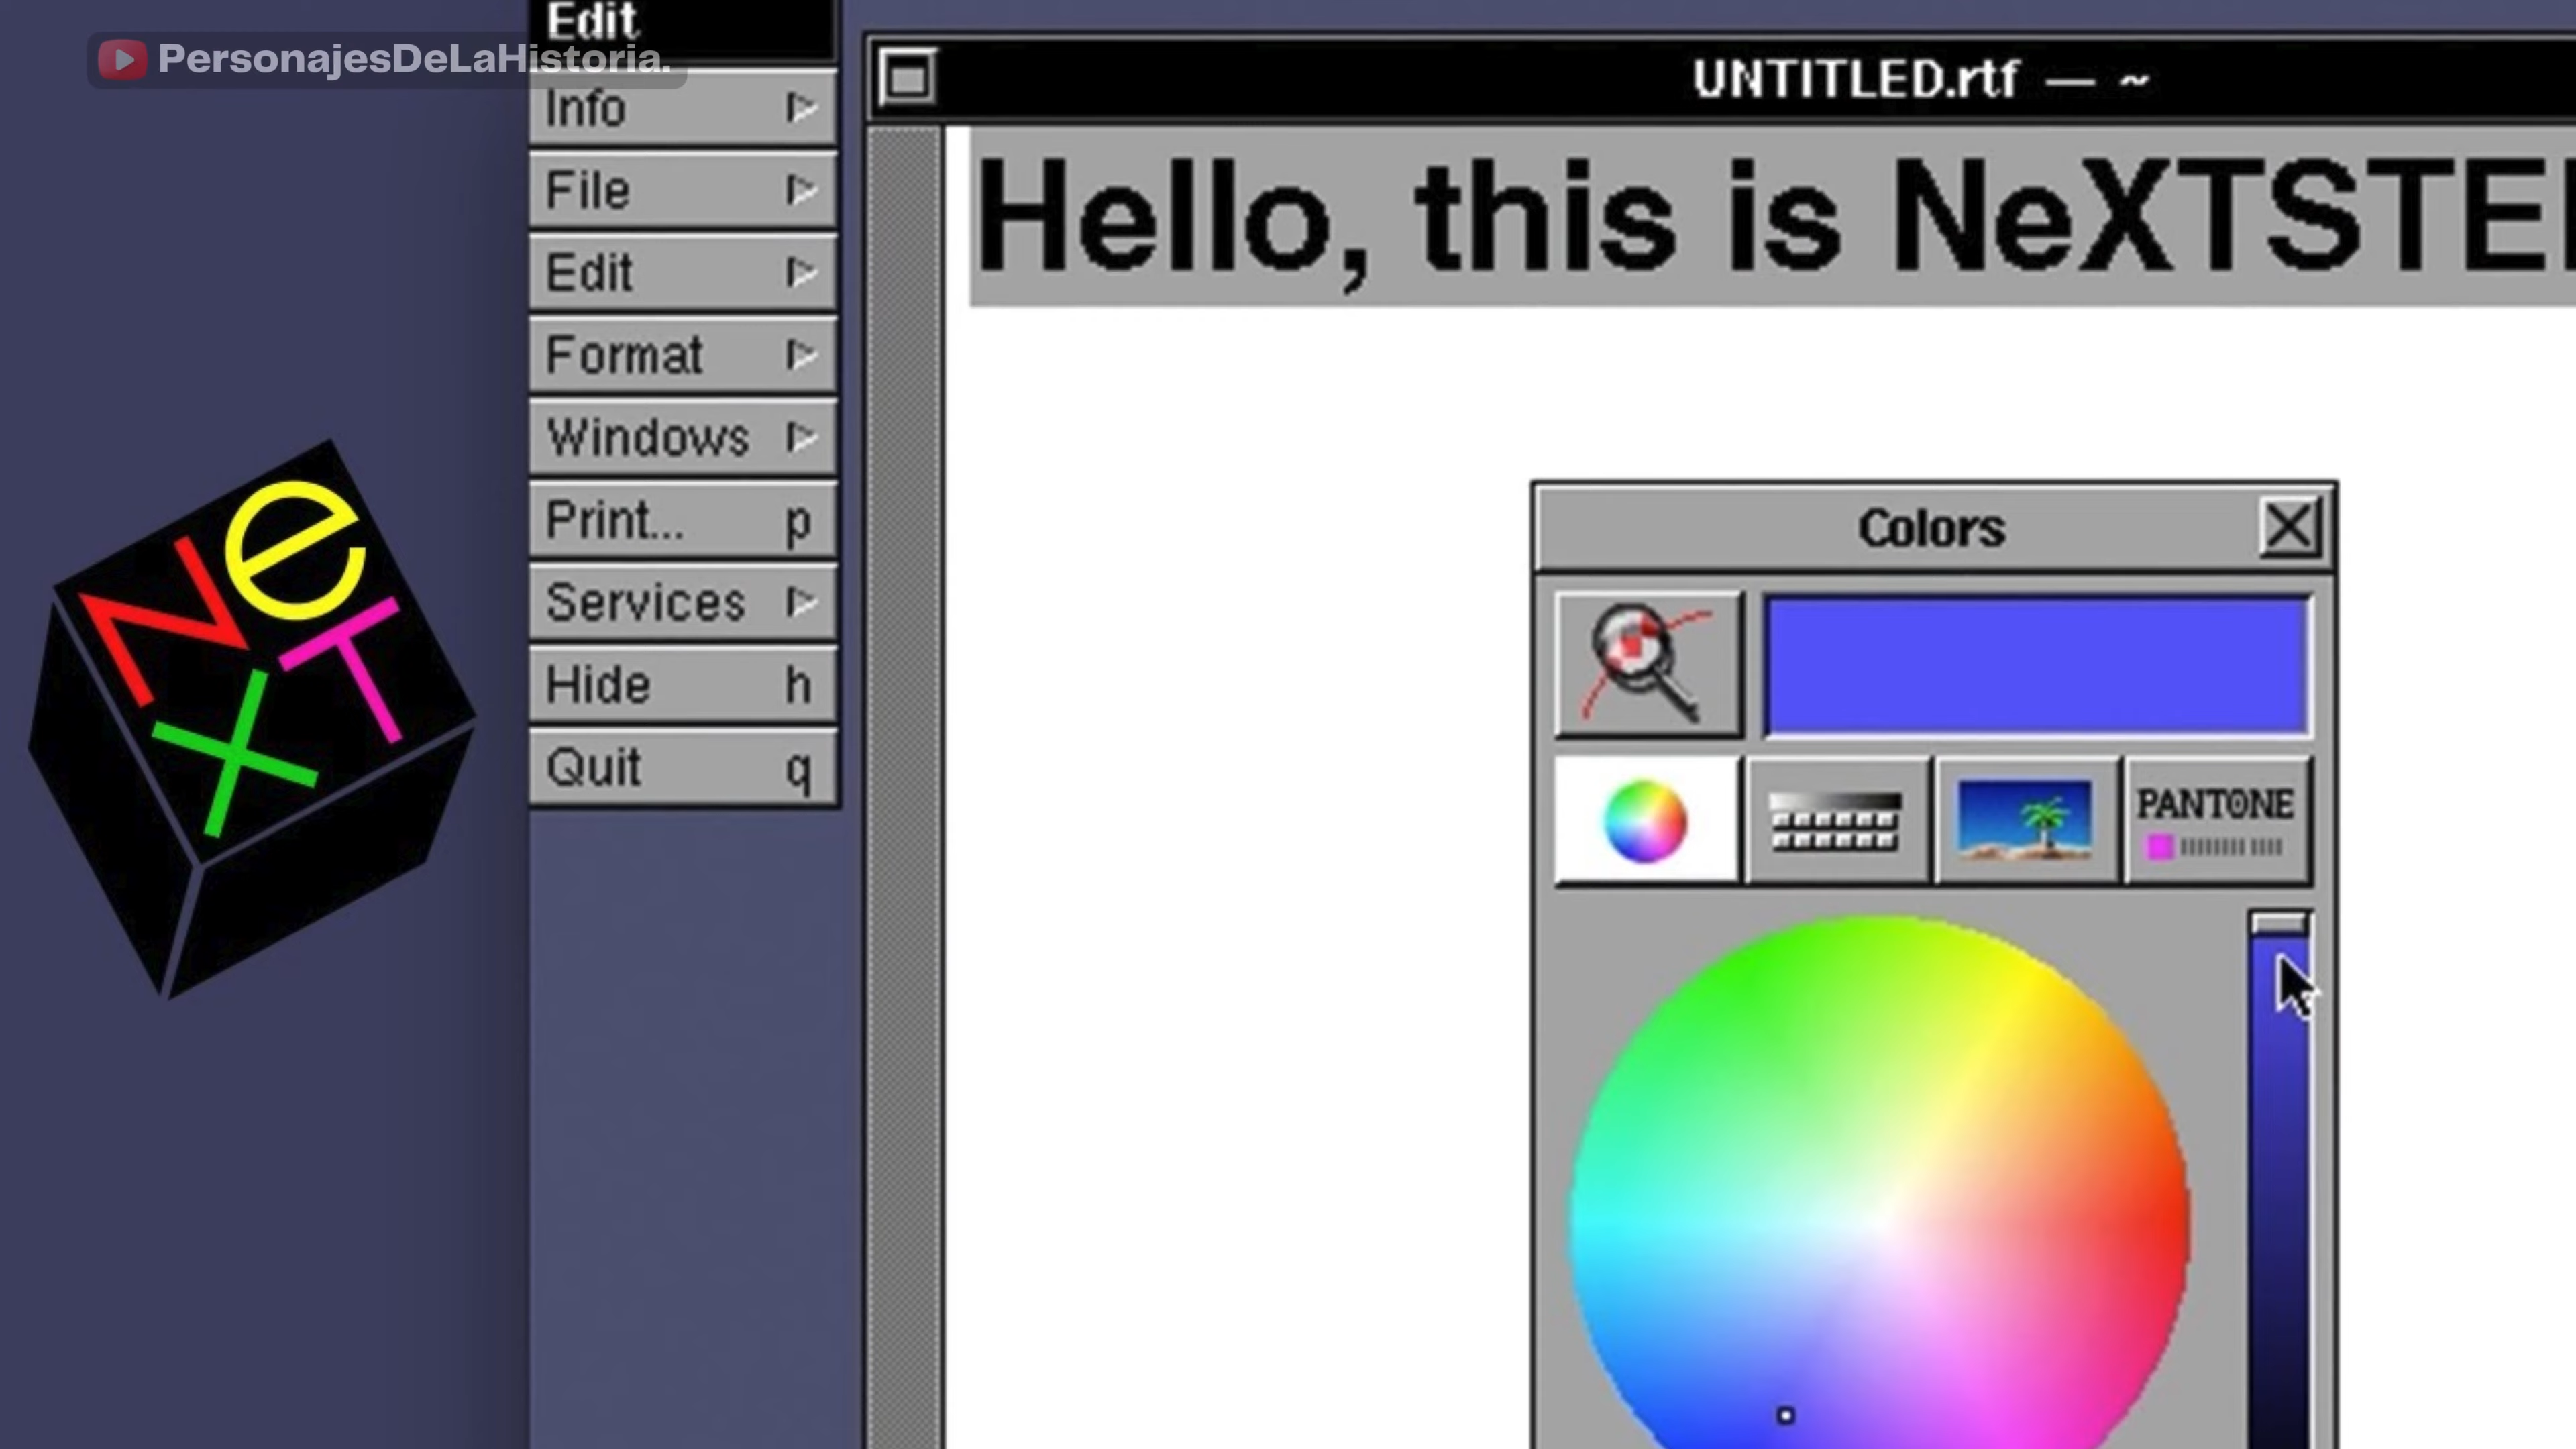 PersonajesDeLaHistoria.
Edit
Info
File
Edit
Format
Windows
Print... p
Services
Hide h
Quit q
NeXT
UNTITLED.rtf — ~
Hello, this is NeXTSTE
Colors
PANTONE